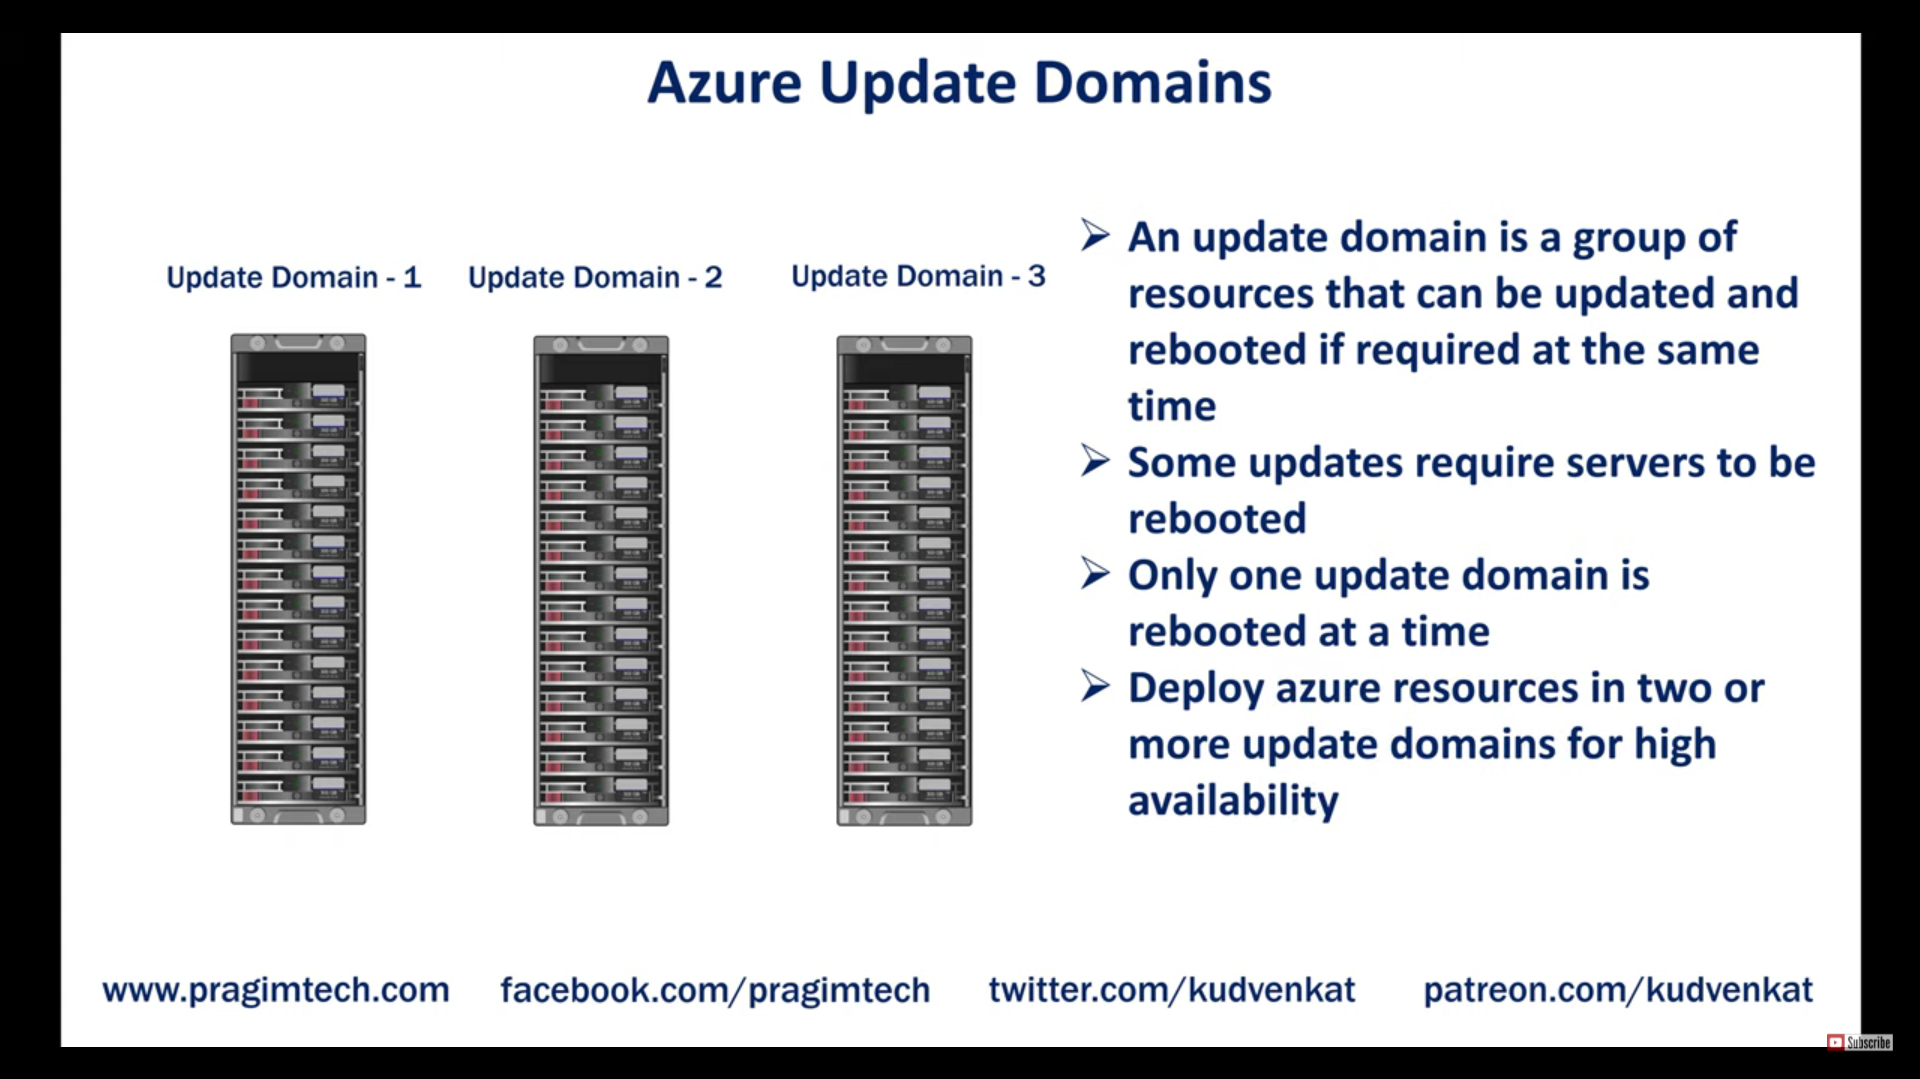 Azure Update Domains
Update Domain - 1
Update Domain - 2
Update Domain - 3
➢ An update domain is a group of
resources that can be updated and
rebooted if required at the same
time
➢ Some updates require servers to be
rebooted
➢ Only one update domain is
rebooted at a time
➢ Deploy azure resources in two or
more update domains for high
availability
www.pragimtech.com
facebook.com/pragimtech
twitter.com/kudvenkat
patreon.com/kudvenkat
Subscribe